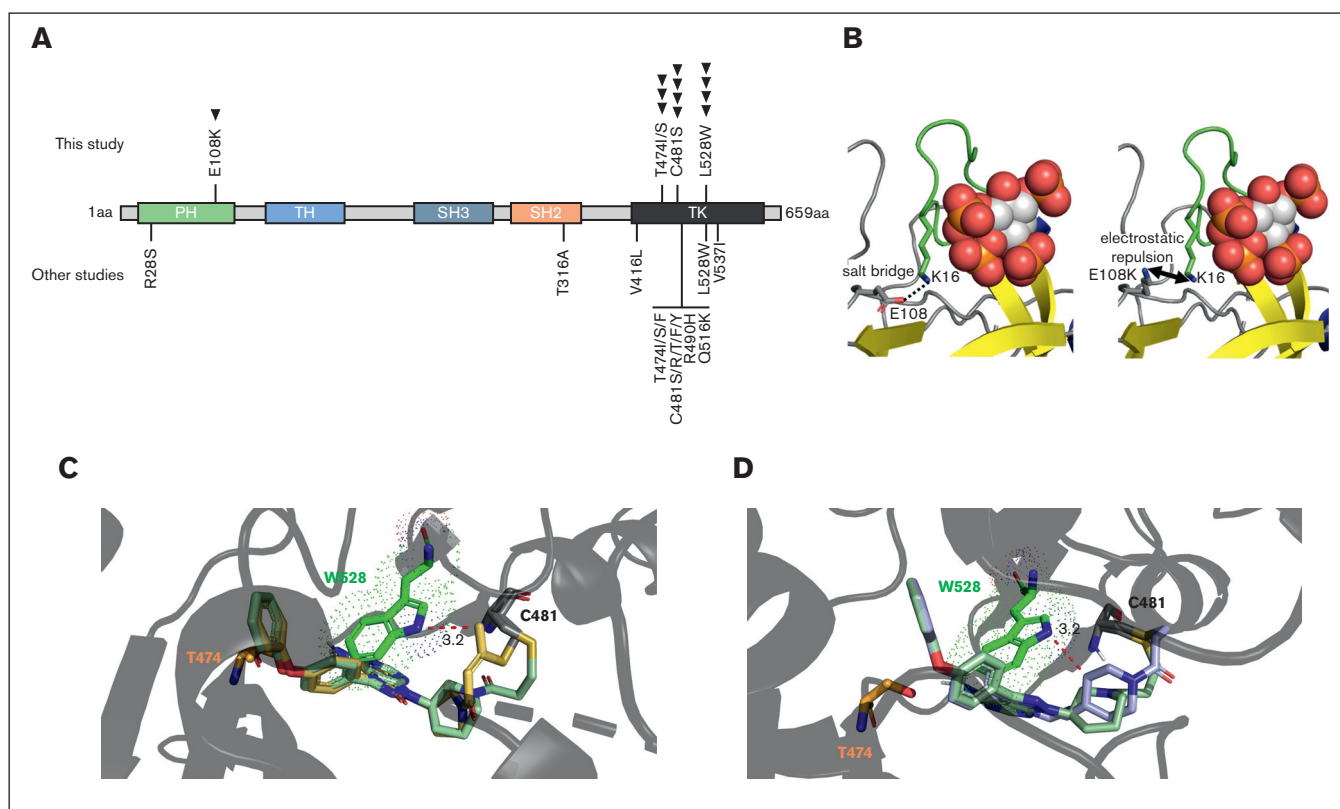 A
This study
E108K
T474I/S
C481S
L528W
1aa
PH
TH
SH3
SH2
TK
659aa
Other studies
R28S
T316A
V416L
L528W
V537I
T474I/S/F
C481S/R/T/F/Y
R490H
Q516K
B
salt bridge
K16
E108
electrostatic
repulsion
E108K
K16
C
W528
C481
3.2
T474
D
W528
C481
3.2
T474